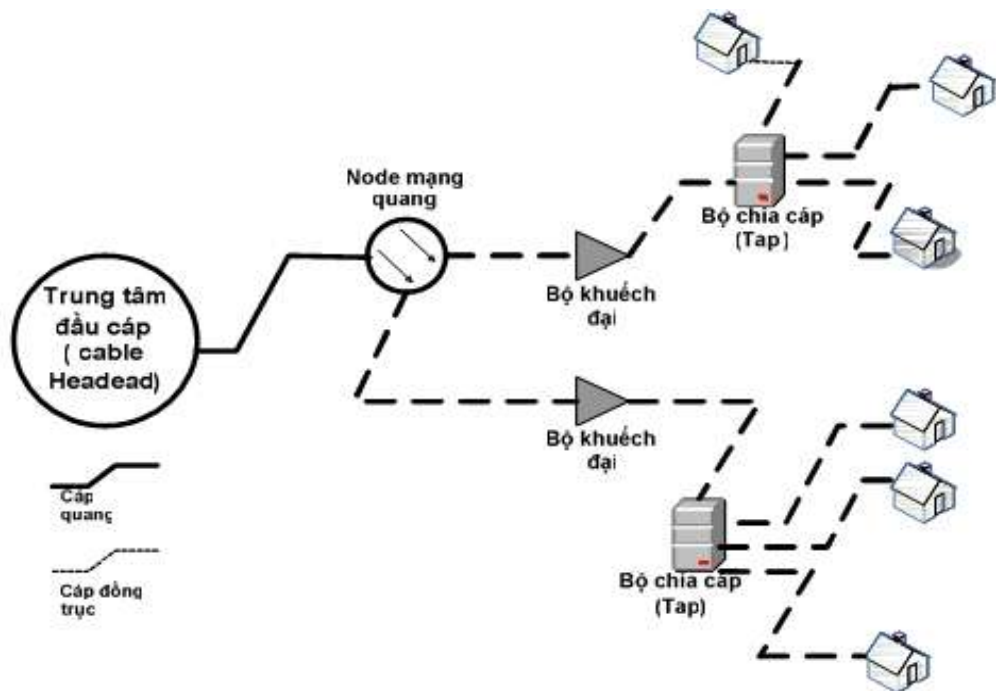 Node mạng
quang
Bộ chia cáp
(Tap)
Trung tâm
đầu cáp
( cable
Headead)
Bộ khuếch
đại
Bộ khuếch
đại
Cáp
quang
Bộ chia cáp
(Tap)
Cáp đồng
trục